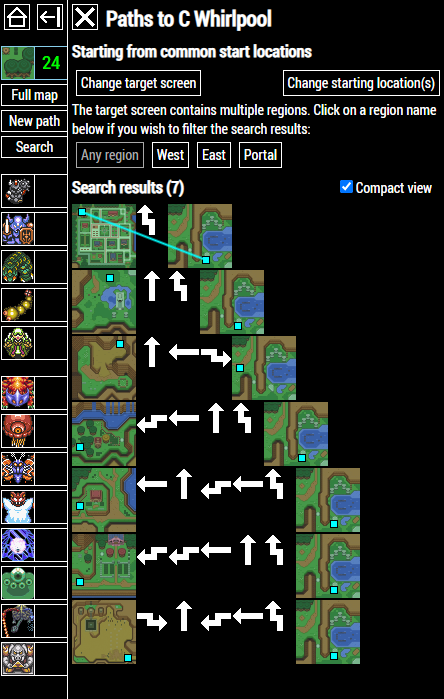 Paths to C Whirlpool
24
Full map
New path
Search
Starting from common start locations
Change target screen
Change starting location(s)
The target screen contains multiple regions. Click on a region name
below if you wish to filter the search results:
Any region
West
East
Portal
Search results (7)
Compact view